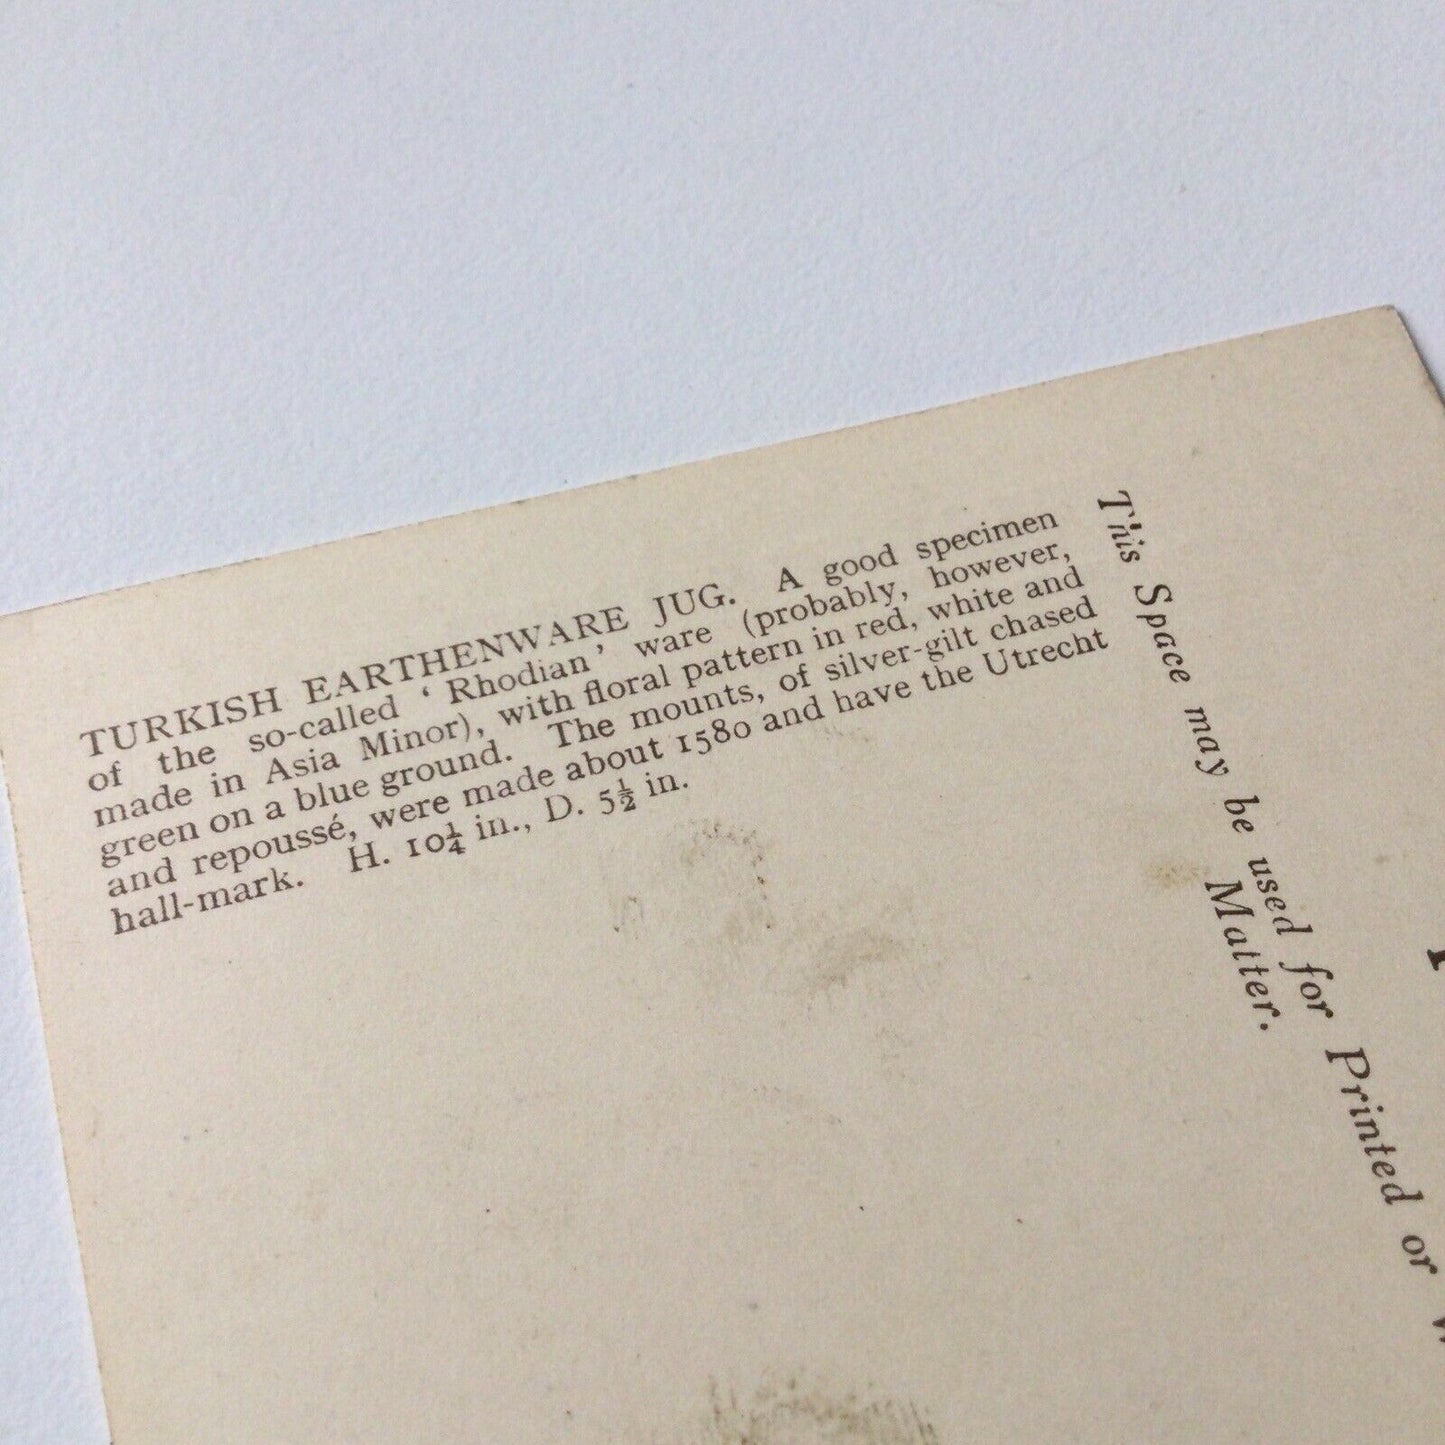 TURKISH EARTHENWARE JUG. A good specimen
of the so-called ‘Rhodian’ ware (probably, however,
made in Asia Minor), with floral pattern in red, white and
green on a blue ground. The mounts, of silver-gilt chased
and repoussé, were made about 1580 and have the Utrecht
hall-mark. H. 10¼ in., D. 5½ in.
This Space may be used for Printed or
Matter.